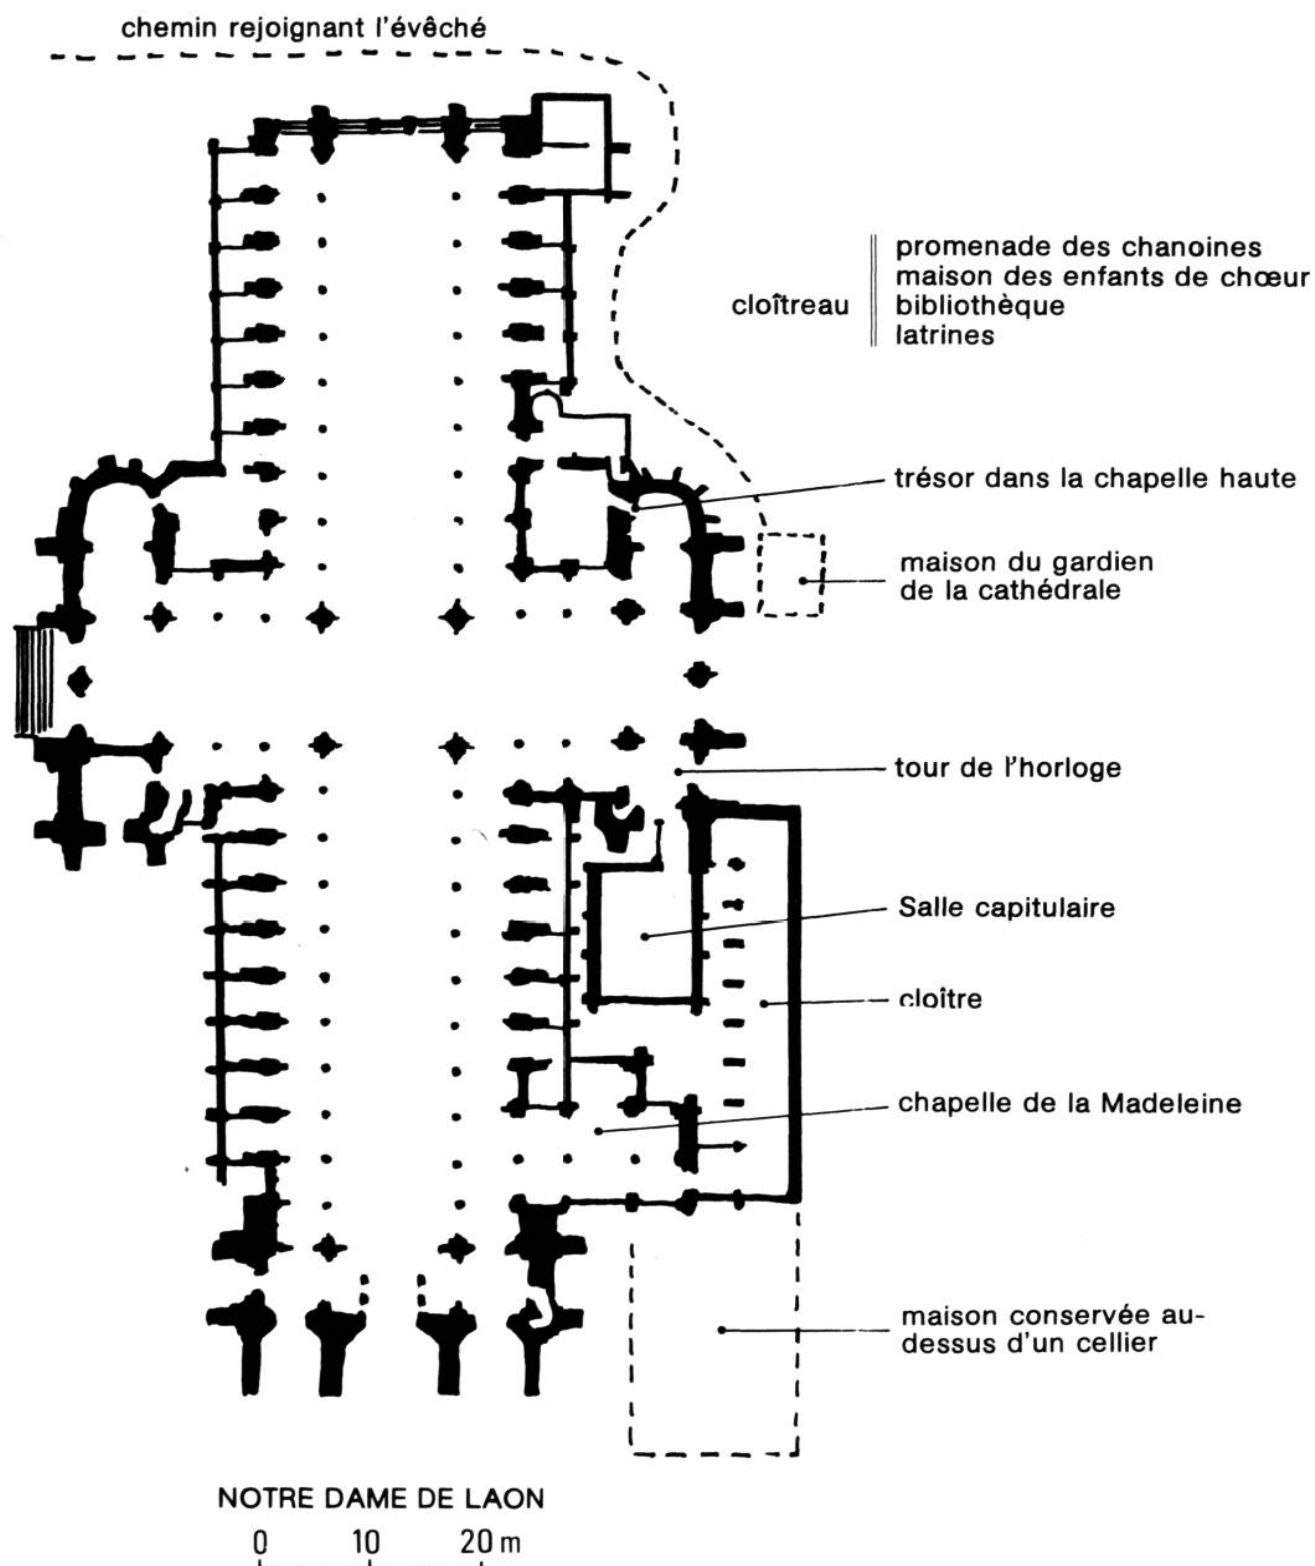 chemin rejoignant l'évêché
promenade des chanoines
maison des enfants de chœur
cloîtreau
bibliothèque
latrines
trésor dans la chapelle haute
maison du gardien
de la cathédrale
tour de l'horloge
Salle capitulaire
cloître
chapelle de la Madeleine
maison conservée au-
dessus d'un cellier
NOTRE DAME DE LAON
0 10 20 m